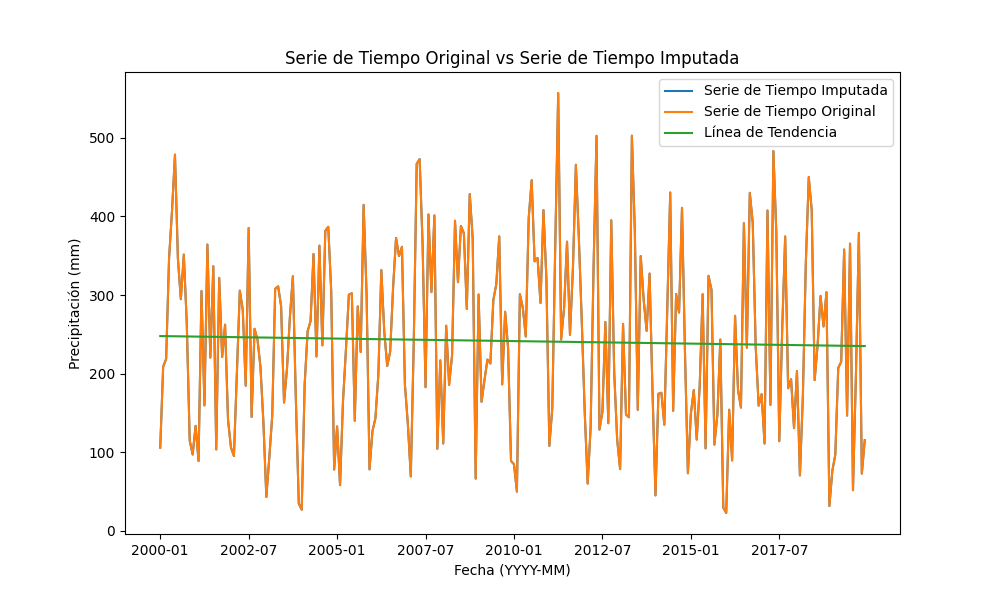 Serie de Tiempo Original vs Serie de Tiempo Imputada
Serie de Tiempo Imputada
Serie de Tiempo Original
Línea de Tendencia
Precipitación (mm)
500
400
300
200
100
0
2000-01 2002-07 2005-01 2007-07 2010-01 2012-07 2015-01 2017-07
Fecha (YYYY-MM)